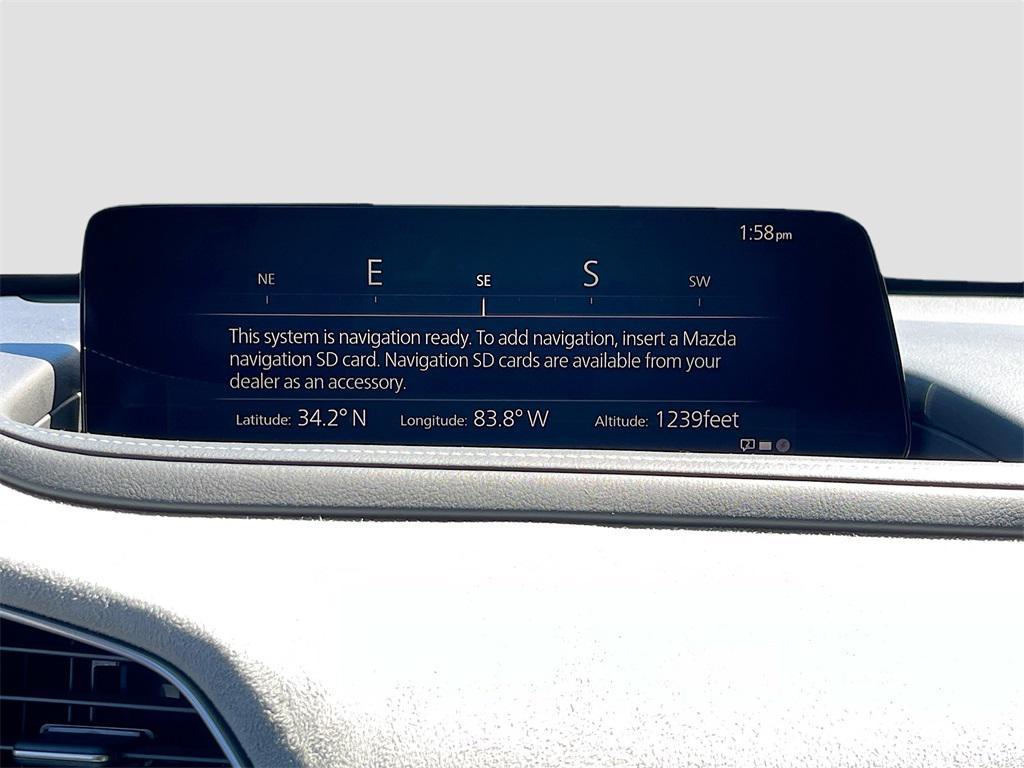 1:58pm
NE E SE S SW
This system is navigation ready. To add navigation, insert a Mazda
navigation SD card. Navigation SD cards are available from your
dealer as an accessory.
Latitude: 34.2° N Longitude: 83.8° W Altitude: 1239feet